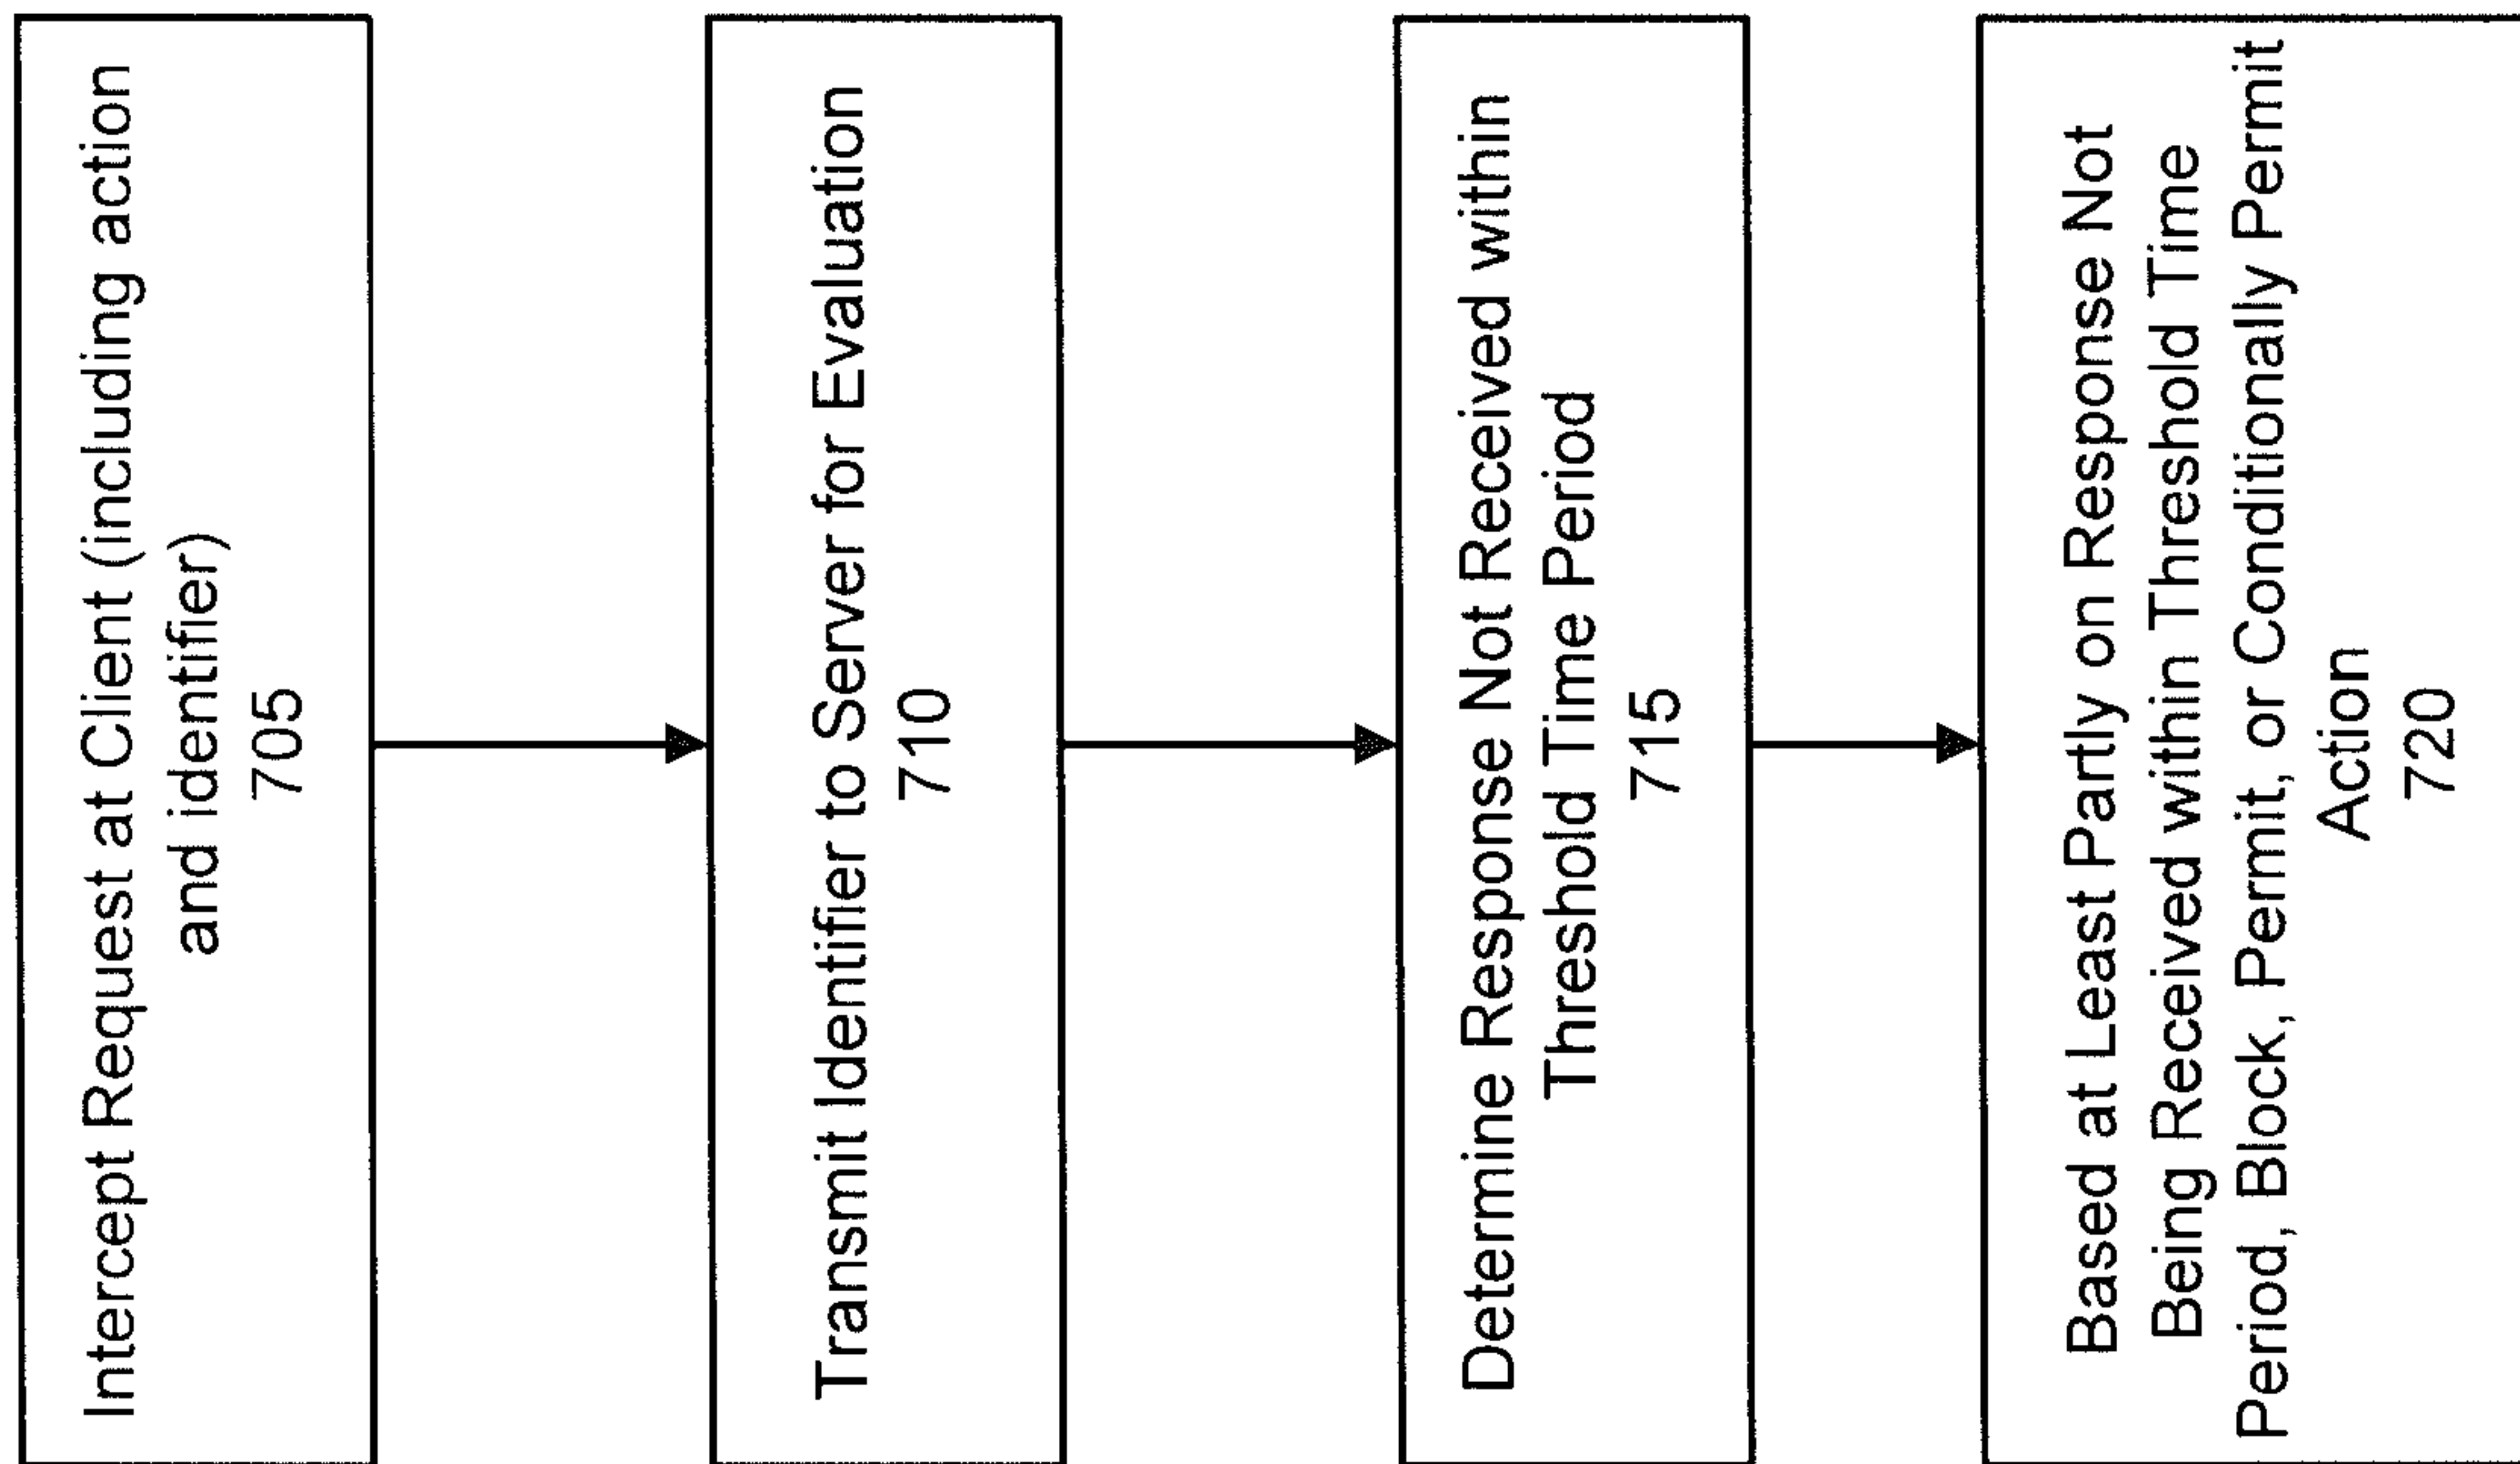 Intercept Request at Client (including action
and identifier)
705
Transmit Identifier to Server for Evaluation
710
Determine Response Not Received within
Threshold Time Period
715
Based at Least Partly on Response Not
Being Received within Threshold Time
Period, Block, Permit, or Conditionally Permit
Action
720